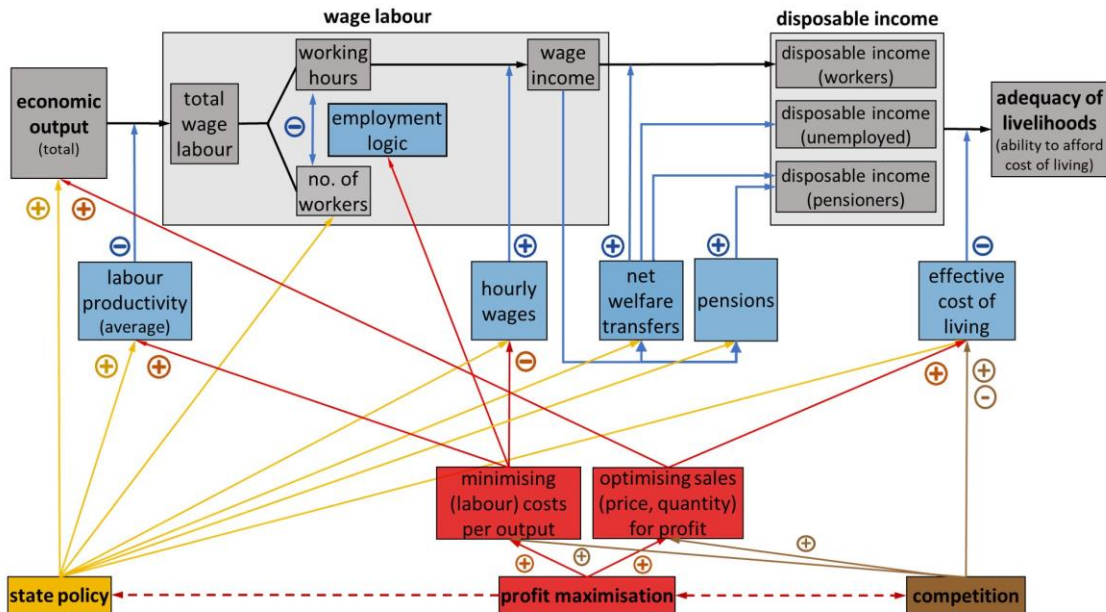 wage labour
disposable income
economic
output
(total)
total
wage
labour
working
hours
⊖
employment
logic
no. of
workers
wage
income
disposable income
(workers)
disposable income
(unemployed)
disposable income
(pensioners)
adequacy of
livelihoods
(ability to afford
cost of living)
⊕ ⊕
⊖
⊕
⊕
⊕
⊖
labour
productivity
(average)
hourly
wages
net
welfare
transfers
pensions
effective
cost of
living
⊕ ⊕
⊖
⊕
⊕
⊖
minimising
(labour) costs
per output
optimising sales
(price, quantity)
for profit
⊕
⊕
⊕
⊕
state policy
profit maximisation
competition